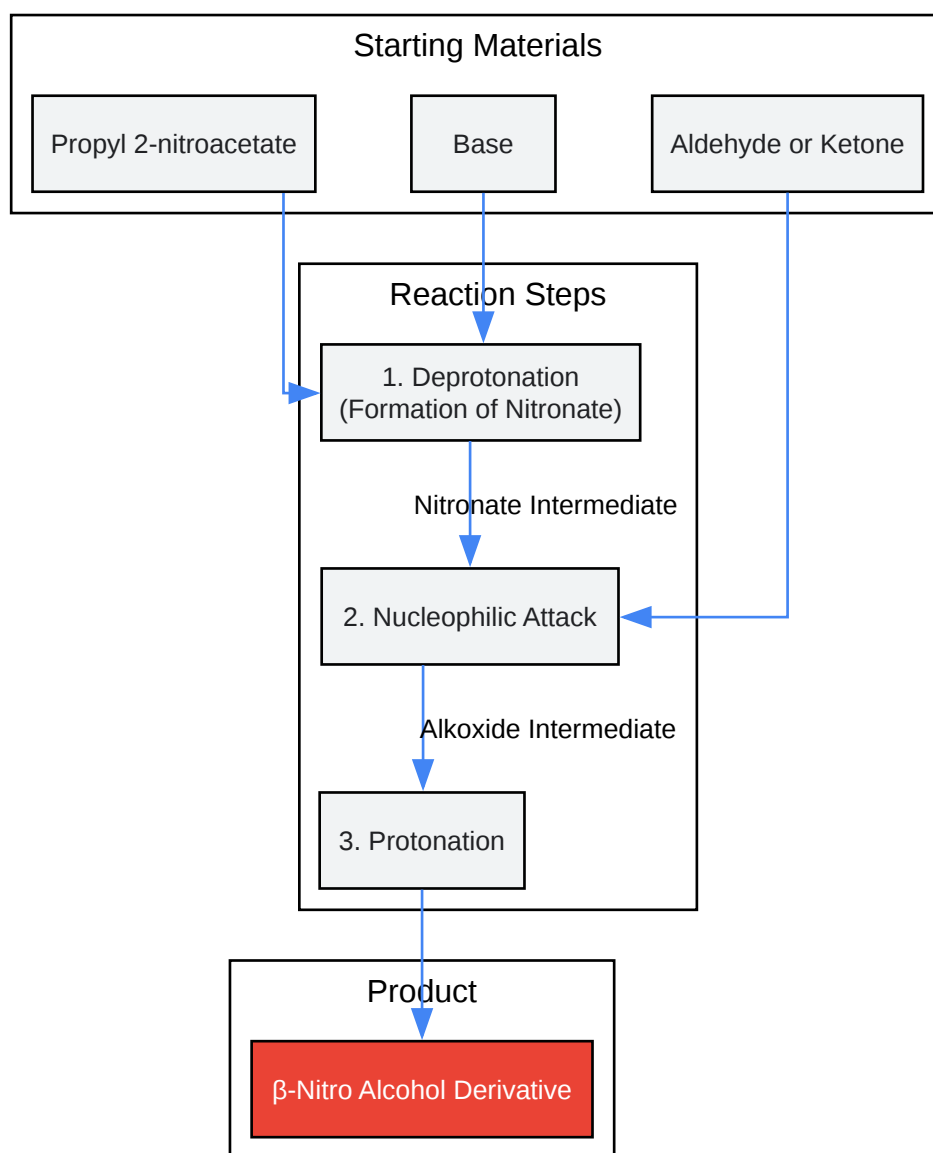 Starting Materials
Propyl 2-nitroacetate
Base
Aldehyde or Ketone
Reaction Steps
1. Deprotonation
(Formation of Nitronate)
Nitronate Intermediate
2. Nucleophilic Attack
Alkoxide Intermediate
3. Protonation
Product
β-Nitro Alcohol Derivative